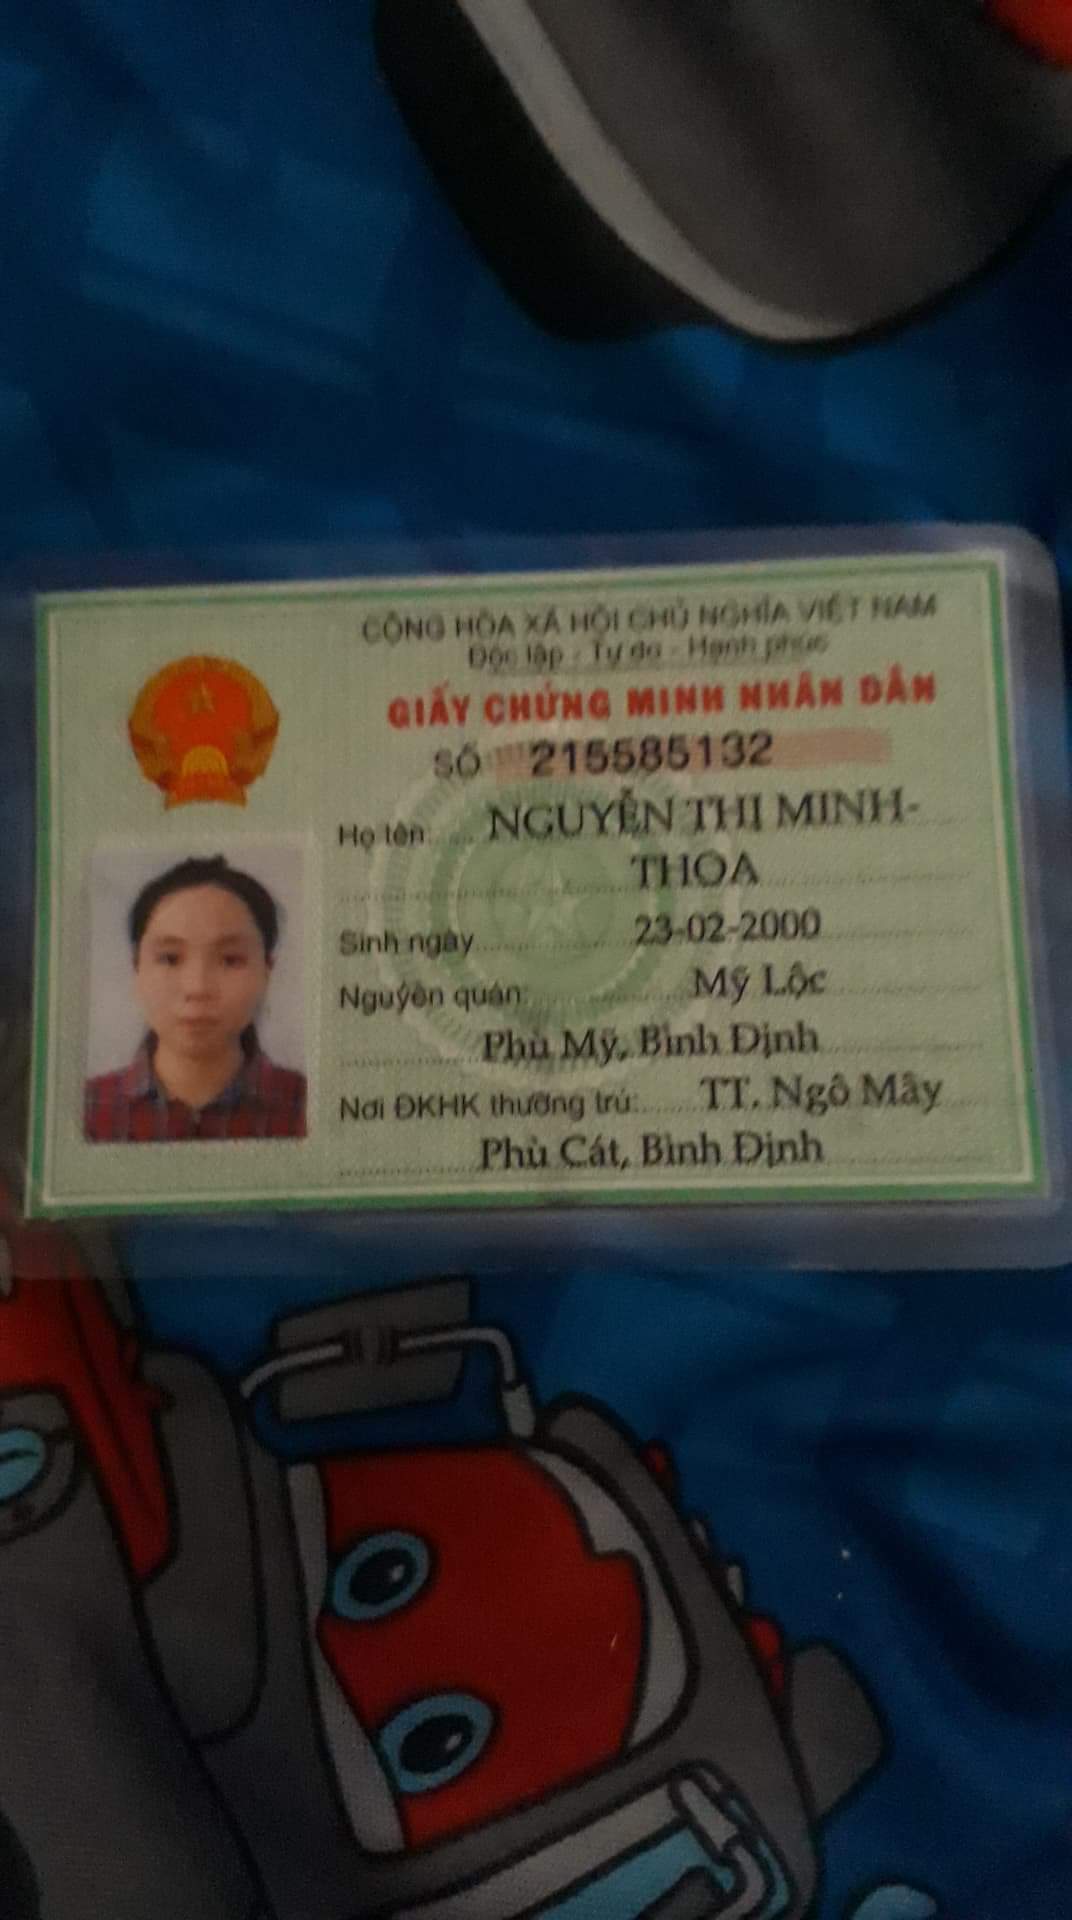 CỘNG HÒA XÃ HỘI CHỦ NGHĨA VIỆT NAM
Độc lập - Tự do - Hạnh phúc
GIẤY CHỨNG MINH NHÂN DÂN
SỐ 215585132
Họ tên: NGUYỄN THỊ MINH-
THOA
Sinh ngày 23-02-2000
Nguyên quán: Mỹ Lộc
Phù Mỹ, Bình Định
Nơi ĐKHK thường trú: TT. Ngô Mây
Phù Cát, Bình Định